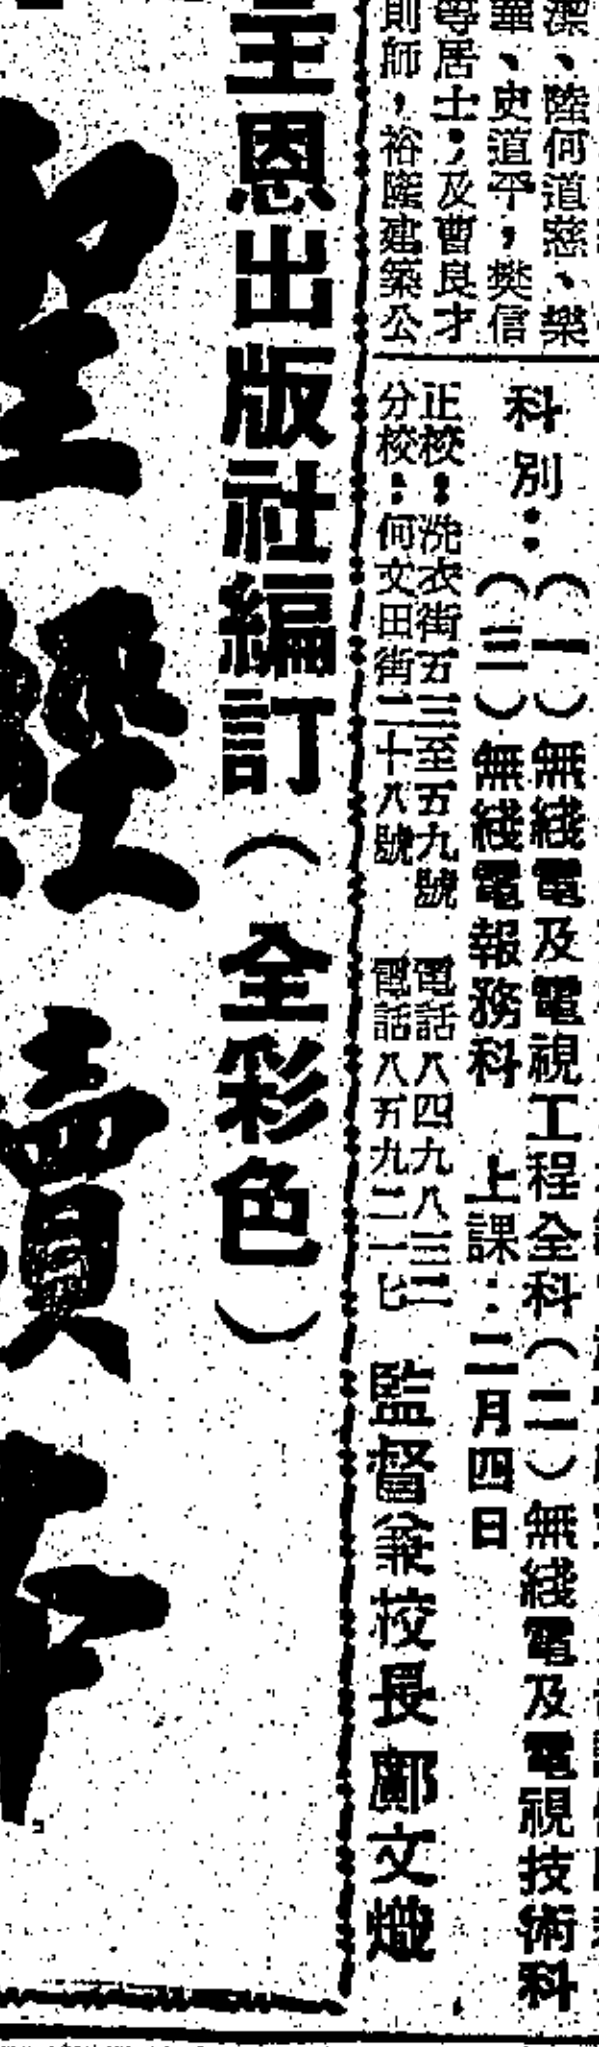 潔、陸何道慈、樂
華、史道平，樊信
等居士；及曹良才
則師，裕隆建築公
科別：（一）無綫電及電視工程全科（二）無綫電及電視技術科
（三）無綫電報務科　上課：二月四日
正校：洗衣街五三至五九號　電話八四九八三二
分校：何文田街二十八號　電話八五九二一七
監督兼校長鄺文熾
主恩出版社編訂（全彩色）
聖經讀本